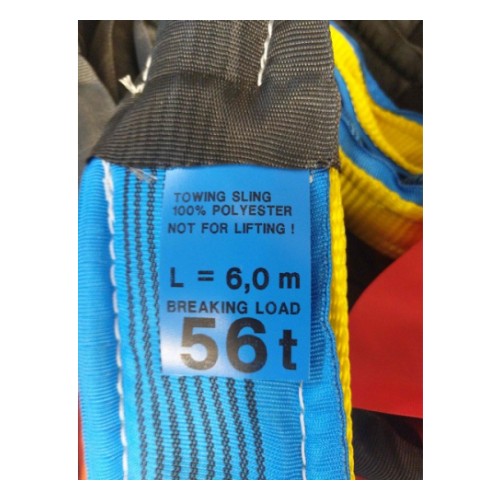 TOWING SLING
100% POLYESTER
NOT FOR LIFTING !
L = 6,0 m
BREAKING LOAD
56t